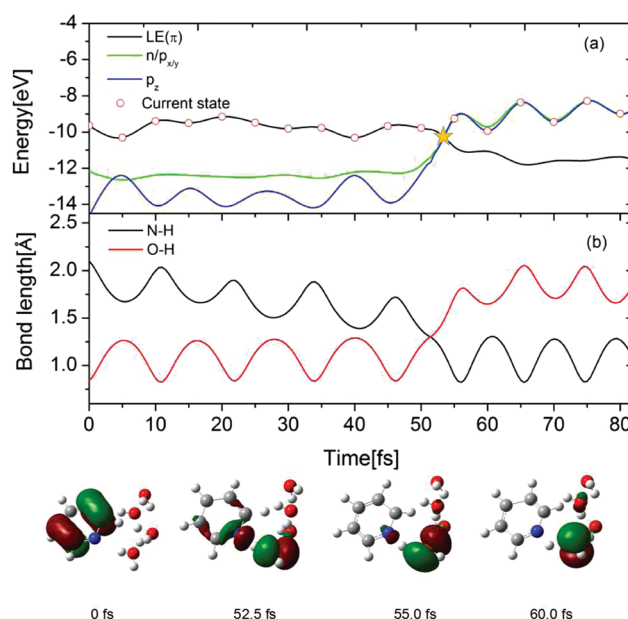 -4
(a)
LE(π)
n/px/y
pz
Current state
-6
-8
-10
-12
-14
Energy[eV]
2.5
(b)
N-H
O-H
2.0
1.5
1.0
Bond length[Å]
0 10 20 30 40 50 60 70 80
Time[fs]
0 fs 52.5 fs 55.0 fs 60.0 fs